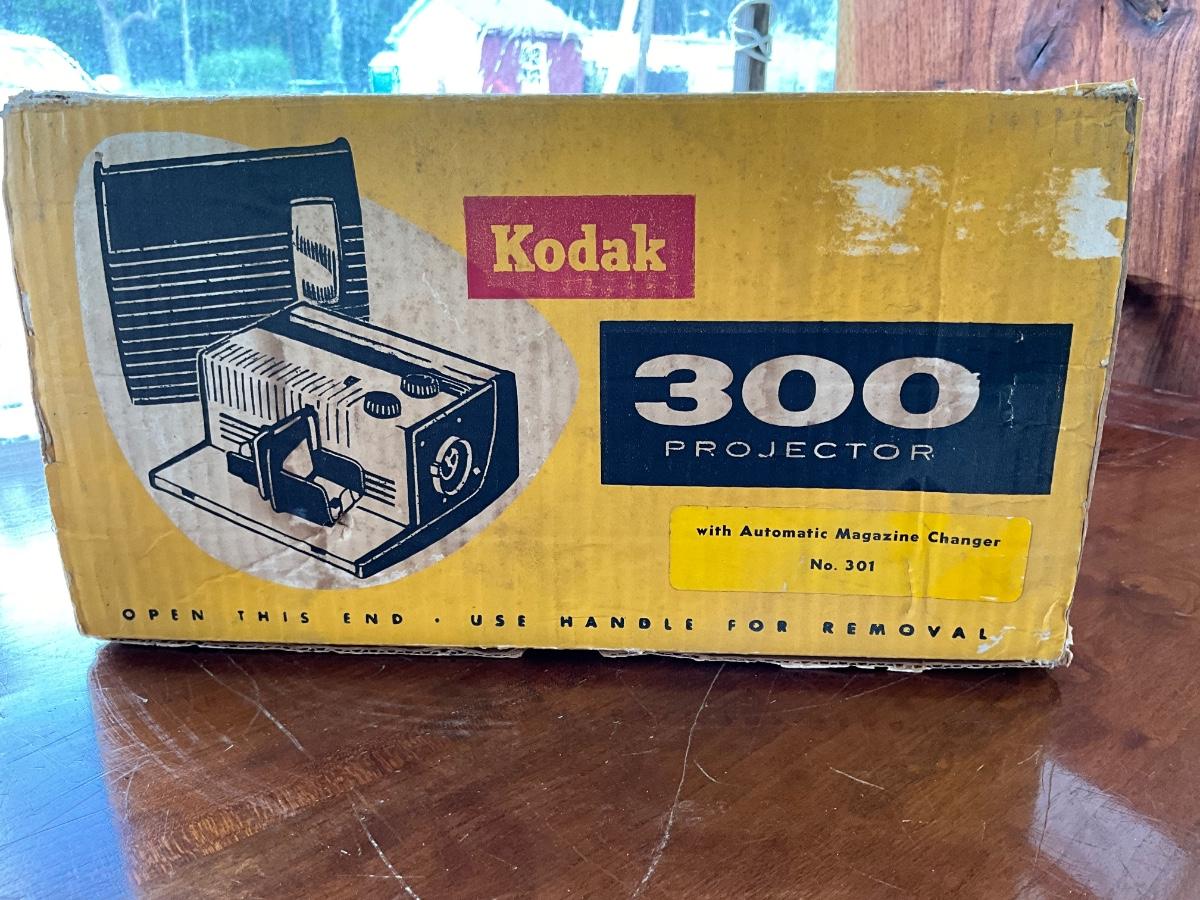 Kodak
300
PROJECTOR
with Automatic Magazine Changer
No. 301
OPEN THIS END · USE HANDLE FOR REMOVAL